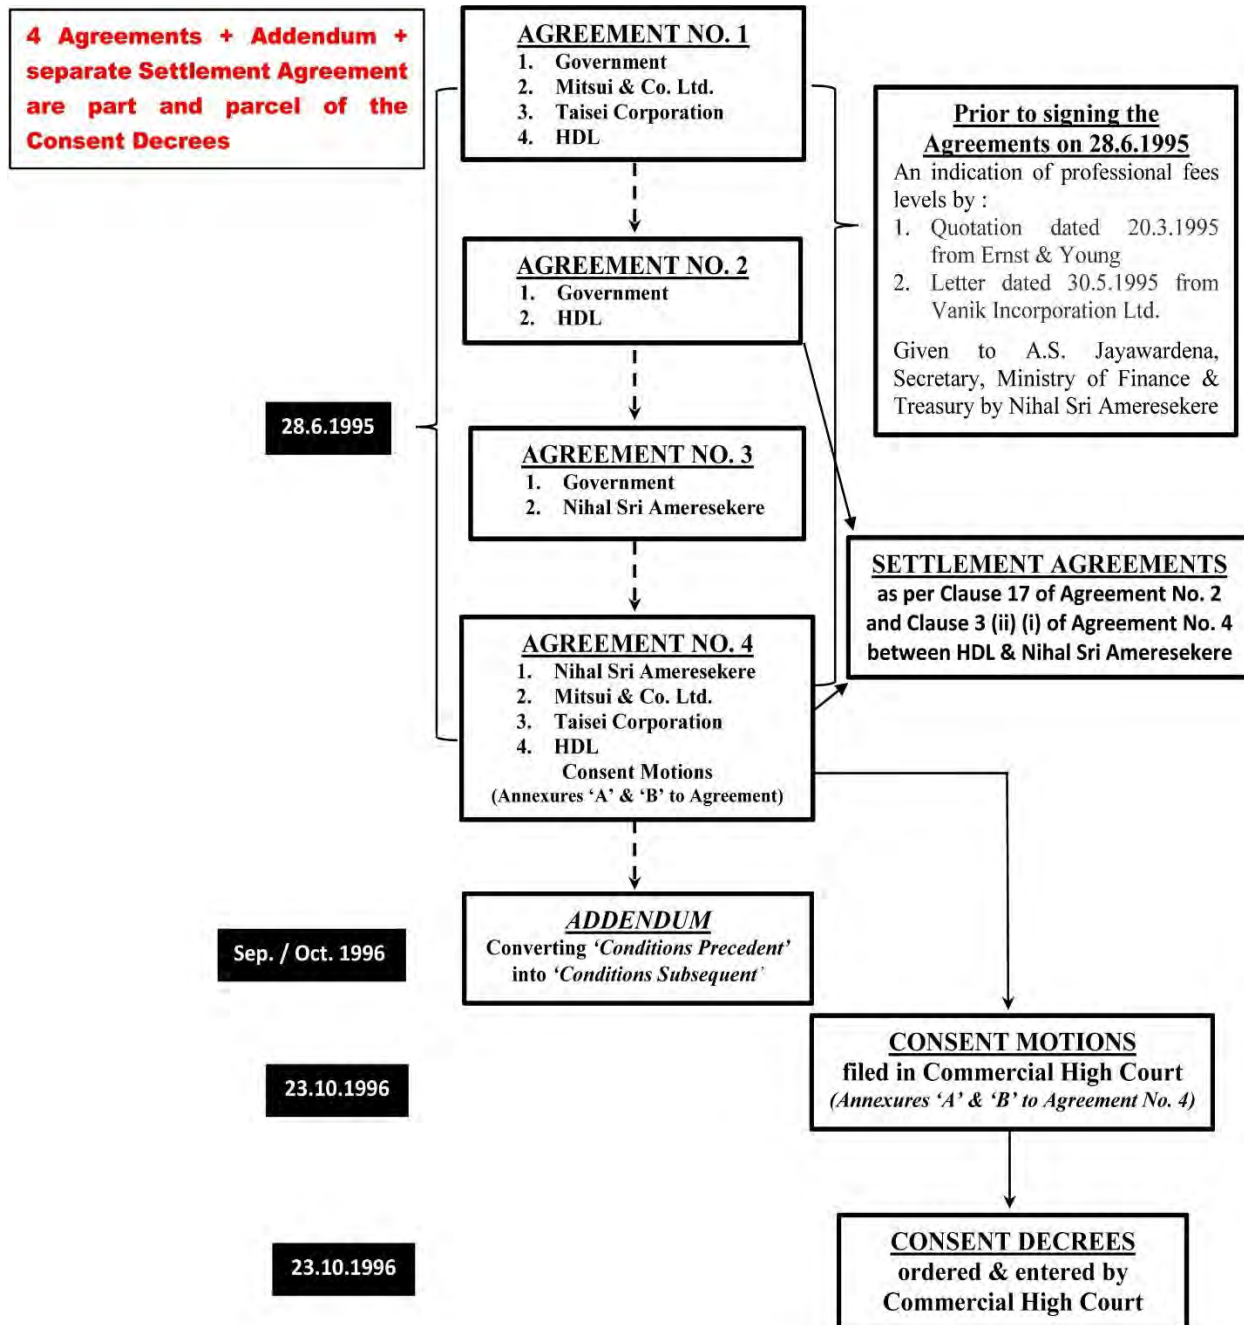 4 Agreements + Addendum +
separate Settlement Agreement
are part and parcel of the
Consent Decrees
AGREEMENT NO. 1
1. Government
2. Mitsui & Co. Ltd.
3. Taisei Corporation
4. HDL
Prior to signing the
Agreements on 28.6.1995
An indication of professional fees
levels by :
1. Quotation dated 20.3.1995
from Ernst & Young
2. Letter dated 30.5.1995 from
Vanik Incorporation Ltd.
Given to A.S. Jayawardena,
Secretary, Ministry of Finance &
Treasury by Nihal Sri Ameresekere
AGREEMENT NO. 2
1. Government
2. HDL
28.6.1995
AGREEMENT NO. 3
1. Government
2. Nihal Sri Ameresekere
SETTLEMENT AGREEMENTS
as per Clause 17 of Agreement No. 2
and Clause 3 (ii) (i) of Agreement No. 4
between HDL & Nihal Sri Ameresekere
AGREEMENT NO. 4
1. Nihal Sri Ameresekere
2. Mitsui & Co. Ltd.
3. Taisei Corporation
4. HDL
Consent Motions
(Annexures ‘A’ & ‘B’ to Agreement)
Sep. / Oct. 1996
ADDENDUM
Converting ‘Conditions Precedent’
into ‘Conditions Subsequent’
23.10.1996
CONSENT MOTIONS
filed in Commercial High Court
(Annexures ‘A’ & ‘B’ to Agreement No. 4)
23.10.1996
CONSENT DECREES
ordered & entered by
Commercial High Court